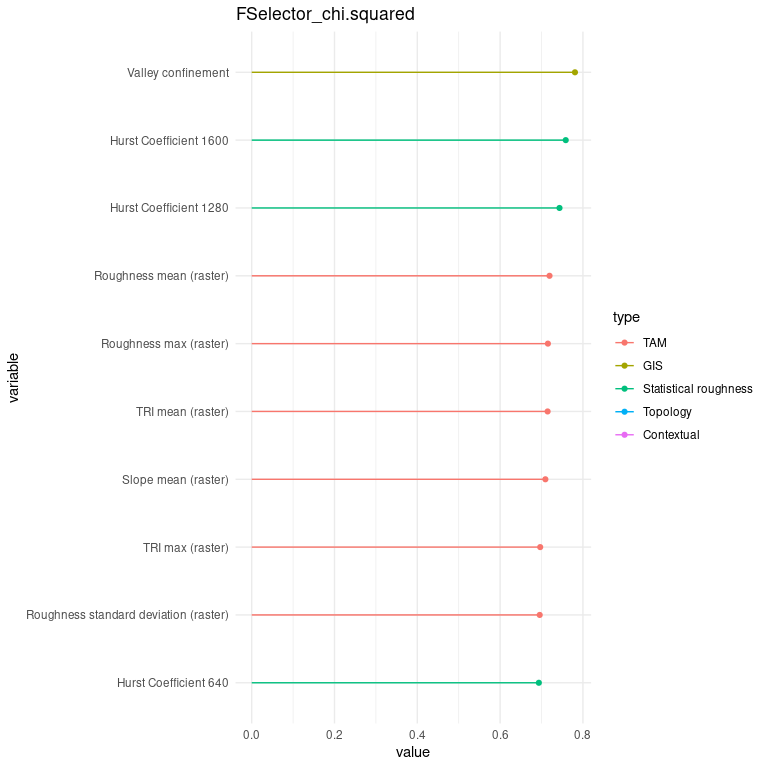 FSelector_chi.squared
variable
Valley confinement
Hurst Coefficient 1600
Hurst Coefficient 1280
Roughness mean (raster)
Roughness max (raster)
TRI mean (raster)
Slope mean (raster)
TRI max (raster)
Roughness standard deviation (raster)
Hurst Coefficient 640
0.0 0.2 0.4 0.6 0.8
value
type
TAM
GIS
Statistical roughness
Topology
Contextual